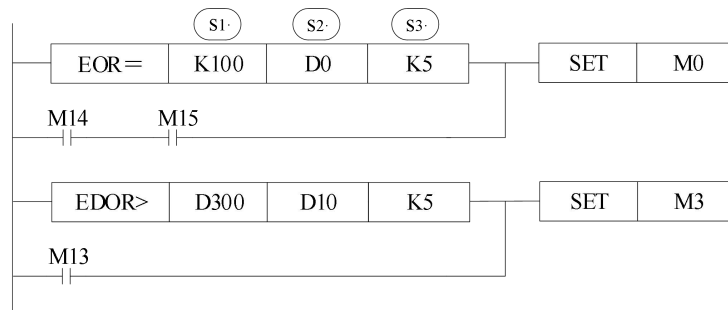 S1· S2· S3·
EOR= K100 D0 K5 SET M0
M14 M15
EDOR> D300 D10 K5 SET M3
M13